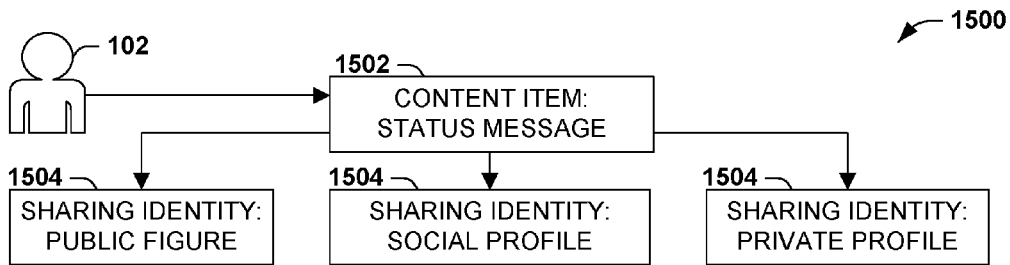 1500
102
1502
CONTENT ITEM:
STATUS MESSAGE
1504
SHARING IDENTITY:
PUBLIC FIGURE
1504
SHARING IDENTITY:
SOCIAL PROFILE
1504
SHARING IDENTITY:
PRIVATE PROFILE